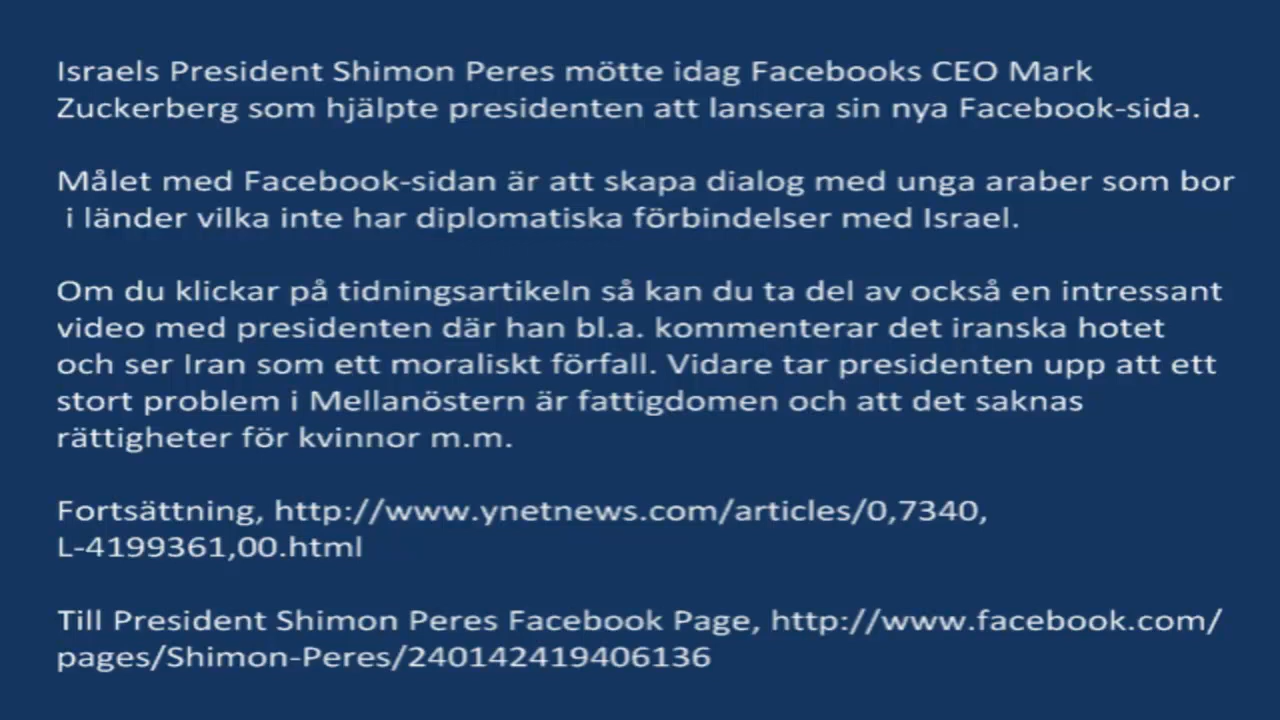 Israels President Shimon Peres mötte idag Facebooks CEO Mark
Zuckerberg som hjälpte presidenten att lansera sin nya Facebook-sida.
Målet med Facebook-sidan är att skapa dialog med unga araber som bor
i länder vilka inte har diplomatiska förbindelser med Israel.
Om du klickar på tidningsartikeln så kan du ta del av också en intressant
video med presidenten där han bl.a. kommenterar det iranska hotet
och ser Iran som ett moraliskt förfall. Vidare tar presidenten upp att ett
stort problem i Mellanöstern är fattigdomen och att det saknas
rättigheter för kvinnor m.m.
Fortsättning, http://www.ynetnews.com/articles/0,7340,
L-4199361,00.html
Till President Shimon Peres Facebook Page, http://www.facebook.com/
pages/Shimon-Peres/240142419406136